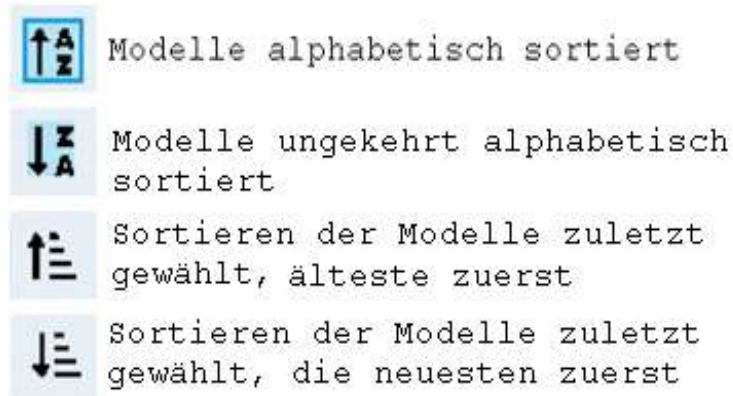 A
Z
Modelle alphabetisch sortiert
Z
A
Modelle ungekehrt alphabetisch
sortiert
Sortieren der Modelle zuletzt
gewählt, älteste zuerst
Sortieren der Modelle zuletzt
gewählt, die neuesten zuerst